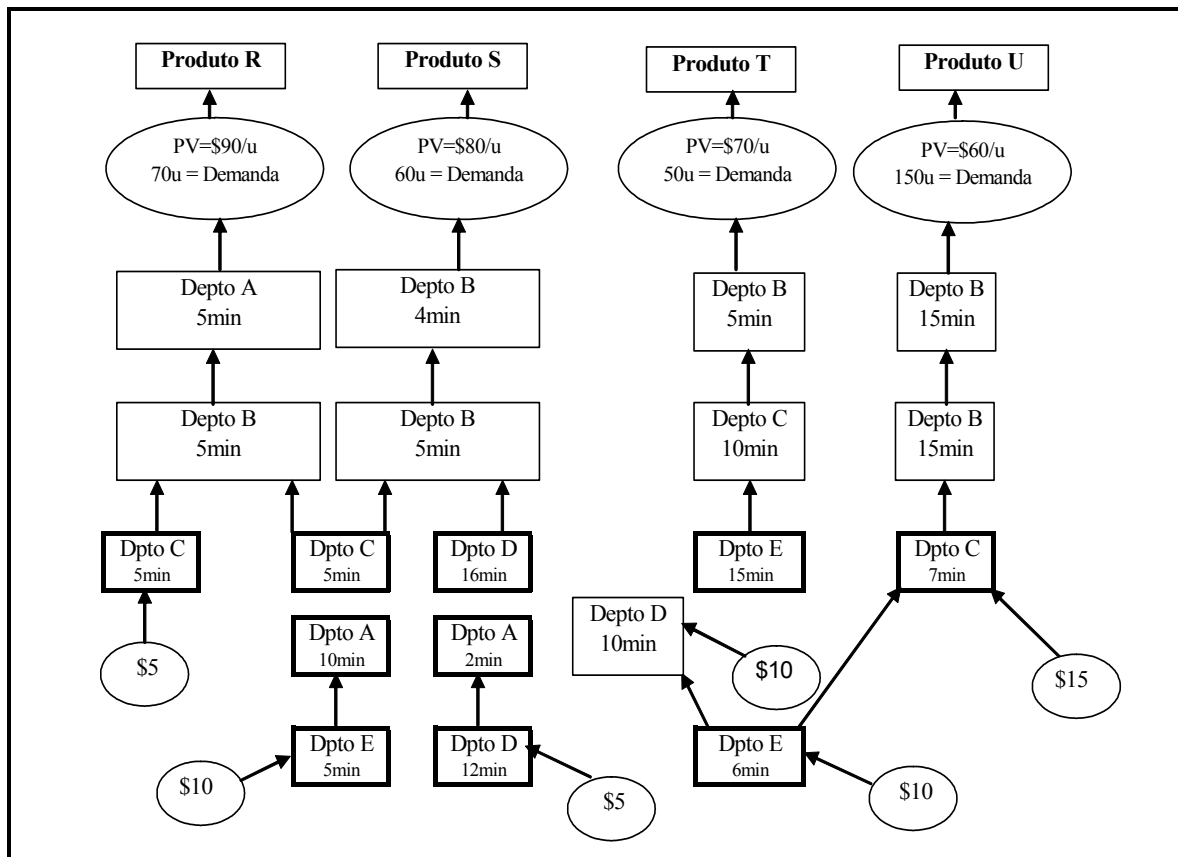 Produto R
Produto S
Produto T
Produto U
PV=$90/u
70u = Demanda
PV=$80/u
60u = Demanda
PV=$70/u
50u = Demanda
PV=$60/u
150u = Demanda
Depto A
5min
Depto B
4min
Depto B
5min
Depto B
15min
Depto B
5min
Depto B
5min
Depto C
10min
Depto B
15min
Dpto C
5min
Dpto C
5min
Dpto D
16min
Dpto E
15min
Dpto C
7min
$5
Dpto A
10min
Dpto A
2min
Depto D
10min
$10
$15
$10
Dpto E
5min
Dpto D
12min
$5
Dpto E
6min
$10